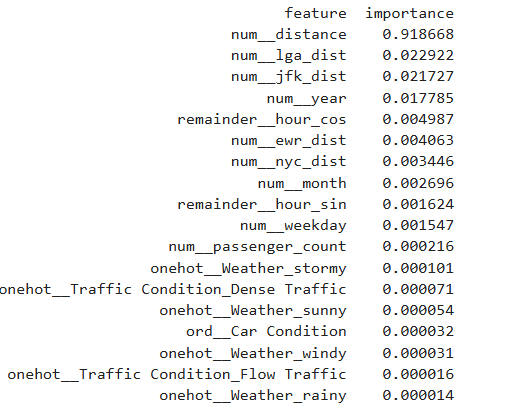 feature importance
num__distance 0.918668
num__lga_dist 0.022922
num__jfk_dist 0.021727
num__year 0.017785
remainder__hour_cos 0.004987
num__ewr_dist 0.004063
num__nyc_dist 0.003446
num__month 0.002696
remainder__hour_sin 0.001624
num__weekday 0.001547
num__passenger_count 0.000216
onehot__Weather_stormy 0.000101
onehot__Traffic Condition_Dense Traffic 0.000071
onehot__Weather_sunny 0.000054
ord__Car Condition 0.000032
onehot__Weather_windy 0.000031
onehot__Traffic Condition_Flow Traffic 0.000016
onehot__Weather_rainy 0.000014